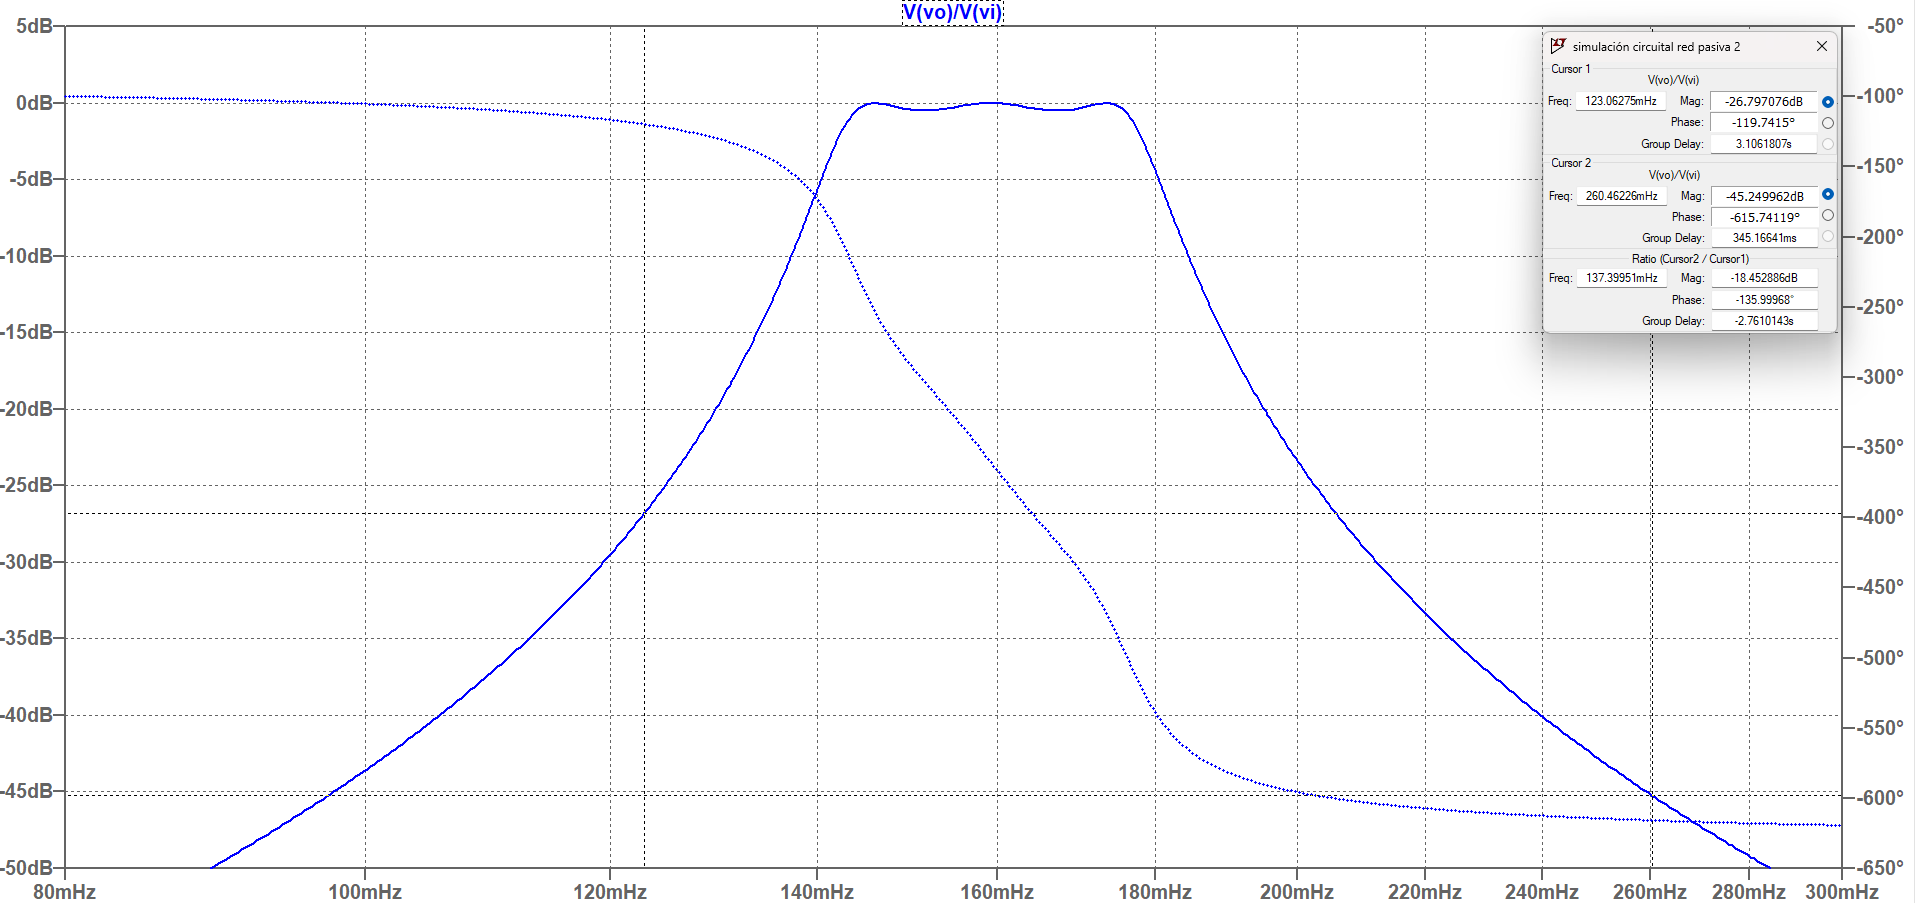 V(vo)/V(vi)
5dB
0dB
-5dB
-10dB
-15dB
-20dB
-25dB
-30dB
-35dB
-40dB
-45dB
-50dB
80mHz 100mHz 120mHz 140mHz 160mHz 180mHz 200mHz 220mHz 240mHz 260mHz 280mHz 300mHz
-50°
-100°
-150°
-200°
-250°
-300°
-350°
-400°
-450°
-500°
-550°
-600°
-650°
simulación circuital red pasiva 2
Cursor 1
V(vo)/V(vi)
Freq: 123.06275mHz Mag: -26.797076dB
Phase: -119.7415°
Group Delay: 3.1061807s
Cursor 2
V(vo)/V(vi)
Freq: 260.46226mHz Mag: -45.249962dB
Phase: -615.74119°
Group Delay: 345.16641ms
Ratio (Cursor2 / Cursor1)
Freq: 137.39951mHz Mag: -18.452886dB
Phase: -135.99968°
Group Delay: -2.7610143s